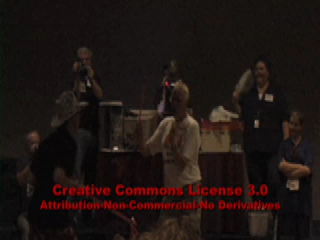 Creative Commons License 3.0
Attribution-Non-Commercial-No Derivatives